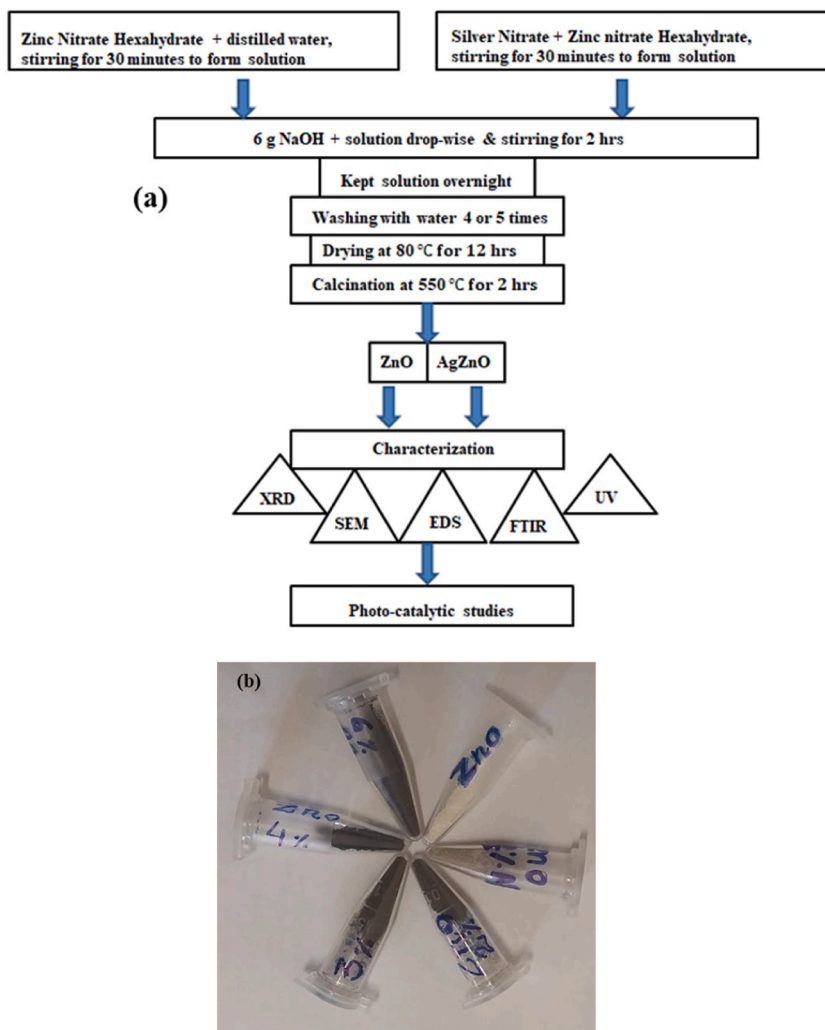 Zinc Nitrate Hexahydrate + distilled water,
stirring for 30 minutes to form solution
Silver Nitrate + Zinc nitrate Hexahydrate,
stirring for 30 minutes to form solution
6 g NaOH + solution drop-wise & stirring for 2 hrs
(a)
Kept solution overnight
Washing with water 4 or 5 times
Drying at 80 °C for 12 hrs
Calcination at 550 °C for 2 hrs
ZnO
AgZnO
Characterization
XRD
SEM
EDS
FTIR
UV
Photo-catalytic studies
(b)
6%
Zno
Zno
4%
3%